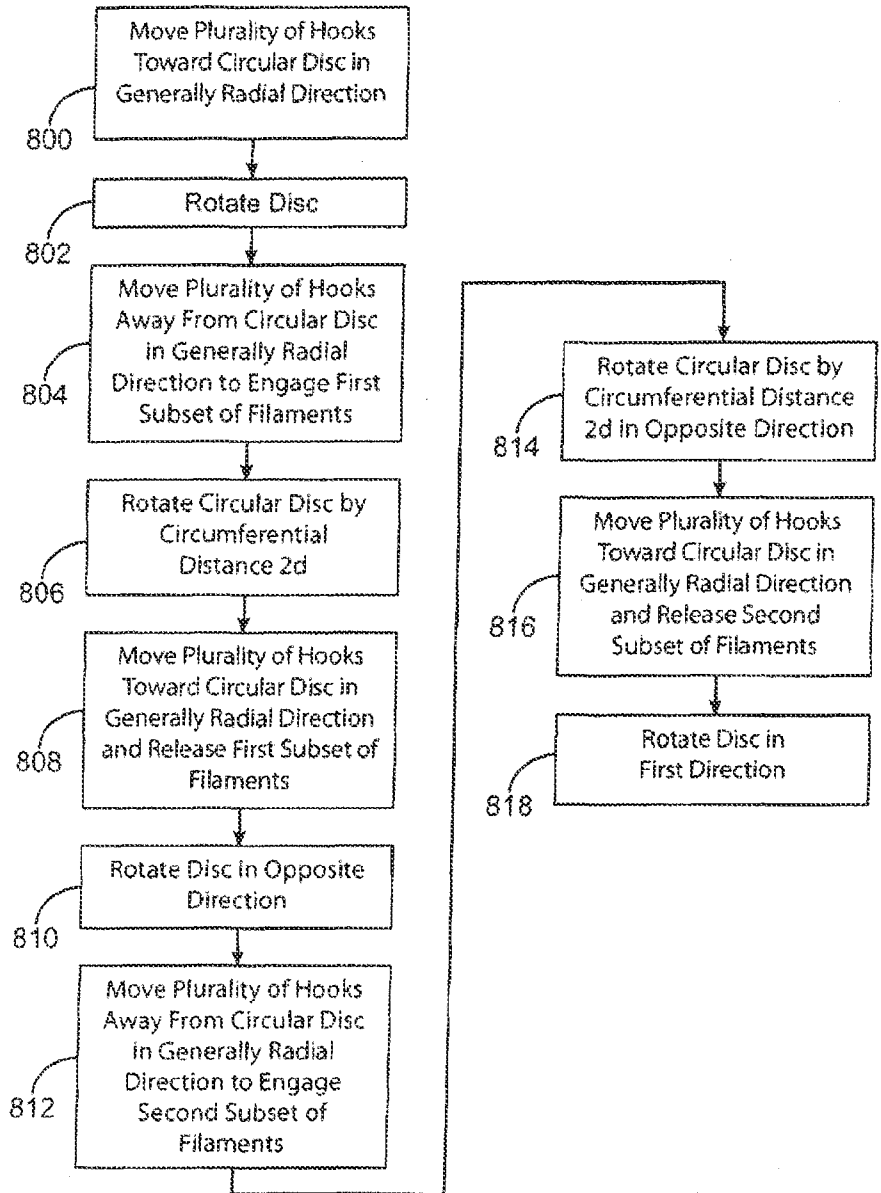 Move Plurality of Hooks
Toward Circular Disc in
Generally Radial Direction
800
Rotate Disc
802
Move Plurality of Hooks
Away From Circular Disc
in Generally Radial
Direction to Engage First
Subset of Filaments
804
Rotate Circular Disc by
Circumferential
Distance 2d
806
Move Plurality of Hooks
Toward Circular Disc in
Generally Radial Direction
and Release First Subset of
Filaments
808
Rotate Disc in Opposite
Direction
810
Move Plurality of Hooks
Away From Circular Disc
in Generally Radial
Direction to Engage
Second Subset of
Filaments
812
Rotate Circular Disc by
Circumferential Distance
2d in Opposite Direction
814
Move Plurality of Hooks
Toward Circular Disc in
Generally Radial Direction
and Release Second
Subset of Filaments
816
Rotate Disc in
First Direction
818